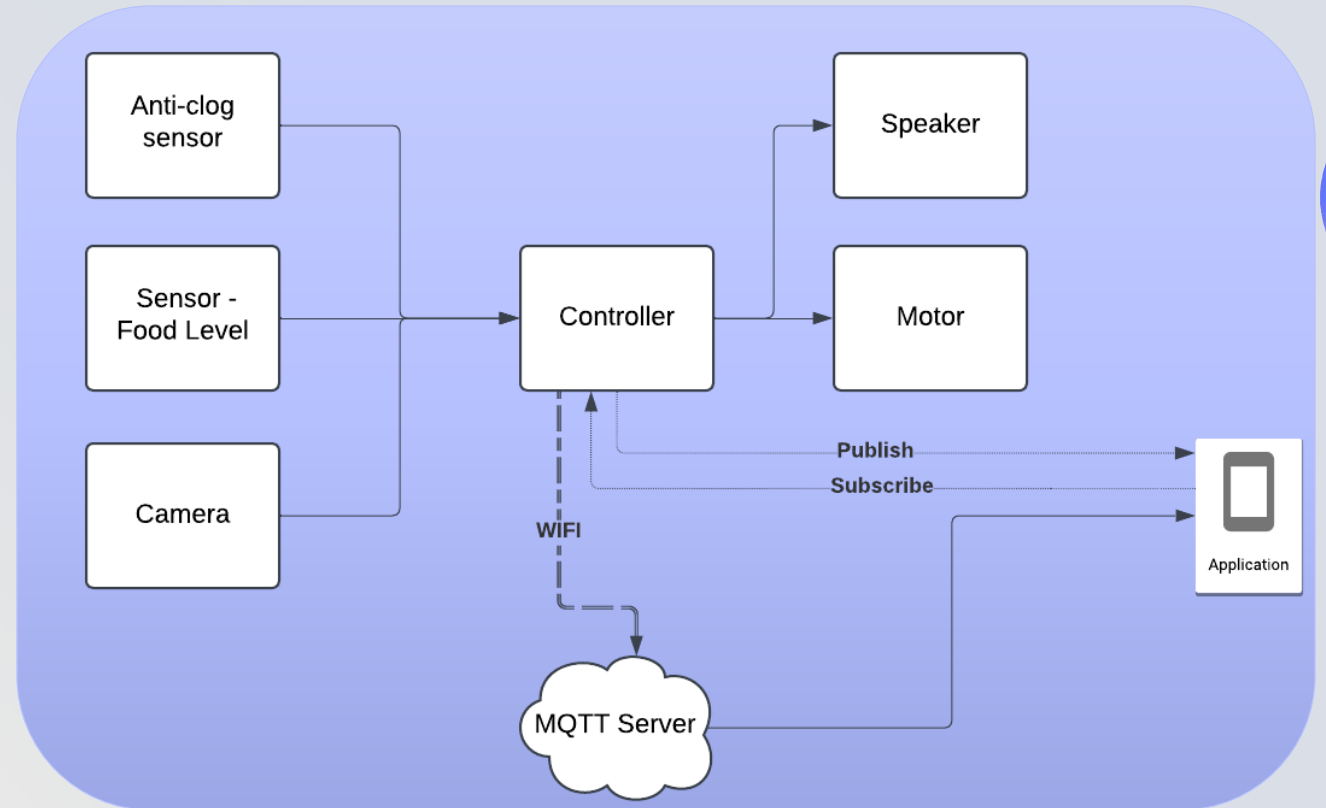 Anti-clog
sensor
Speaker
Sensor -
Food Level
Controller
Motor
Camera
Publish
Subscribe
WIFI
Application
MQTT Server